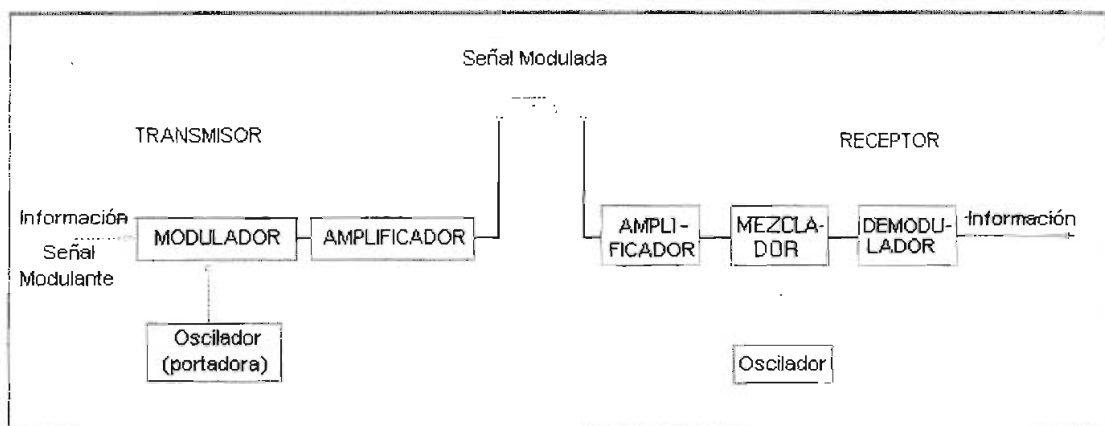 Señal Modulada
TRANSMISOR
RECEPTOR
Información
Señal
Modulante
MODULADOR
AMPLIFICADOR
Oscilador
(portadora)
AMPLI-
FICADOR
MEZCLA-
DOR
DEMODU-
LADOR
Información
Oscilador